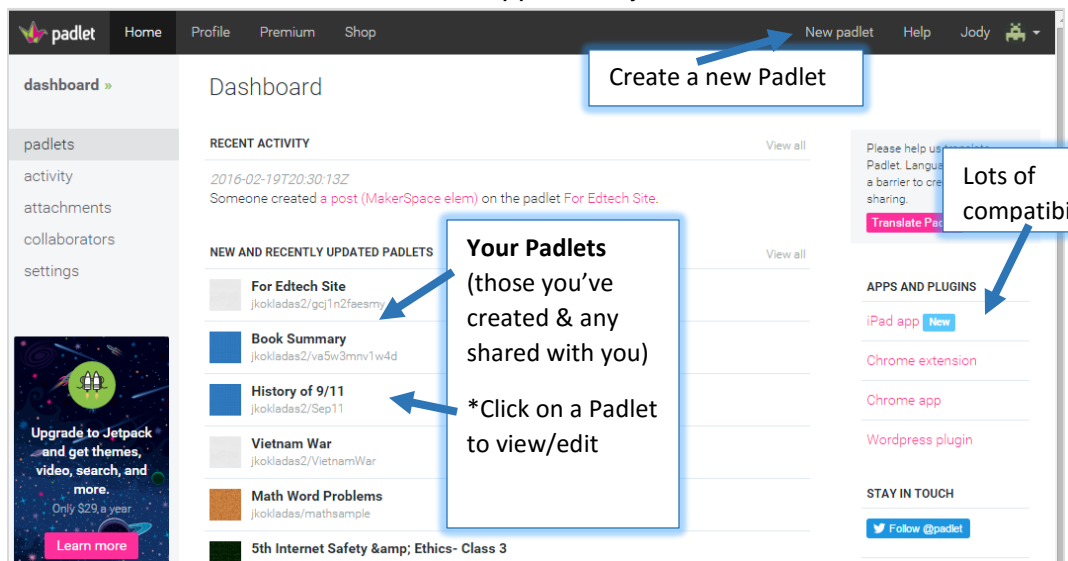 padlet Home Profile Premium Shop New padlet Help Jody
Create a new Padlet
dashboard »
padlets
activity
attachments
collaborators
settings
Upgrade to Jetpack
and get themes,
video, search, and
more.
Only $29 a year
Learn more
Dashboard
RECENT ACTIVITY View all
2016-02-19T20:30:13Z
Someone created a post (MakerSpace elem) on the padlet For Edtech Site.
NEW AND RECENTLY UPDATED PADLETS View all
For Edtech Site
jkokladas2/gcj1n2faesmy
Book Summary
jkokladas2/va5w3mnv1w4d
History of 9/11
jkokladas2/Sep11
Vietnam War
jkokladas2/VietnamWar
Math Word Problems
jkokladas/mathsample
5th Internet Safety &amp; Ethics- Class 3
Your Padlets
(those you’ve
created & any
shared with you)
*Click on a Padlet
to view/edit
Please help us
Padlet.
a barrier to
sharing.
Translate
Lots of
compatibi
APPS AND PLUGINS
iPad app New
Chrome extension
Chrome app
Wordpress plugin
STAY IN TOUCH
Follow @padlet